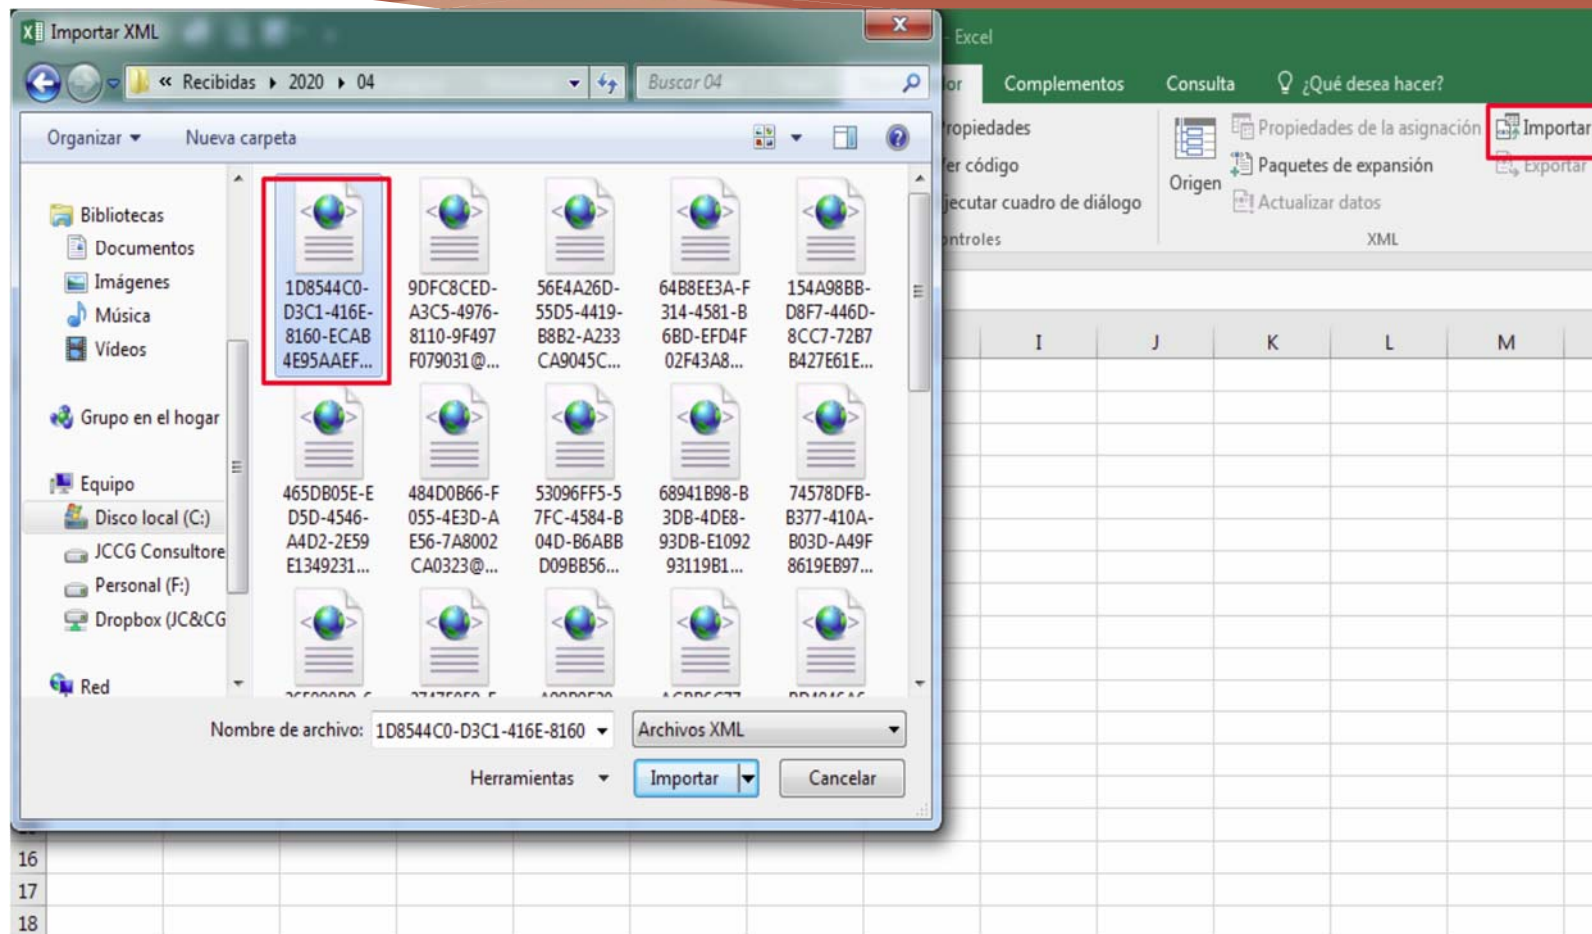 Importar XML
- Excel
« Recibidas 2020 04
Buscar 04
Complementos
Consulta
¿Qué desea hacer?
Organizar
Nueva carpeta
Propiedades de la asignación
Importar
Paquetes de expansión
Exportar
Origen
Actualizar datos
XML
er código
jecutar cuadro de diálogo
ontroles
Bibliotecas
Documentos
Imágenes
Música
Vídeos
Grupo en el hogar
Equipo
Disco local (C:)
JCCG Consultore
Personal (F:)
Dropbox (JC&CG
Red
1D8544C0-
D3C1-416E-
8160-ECAB
4E95AAEF...
9DFC8CED-
A3C5-4976-
8110-9F497
F079031@...
56E4A26D-
55D5-4419-
B8B2-A233
CA9045C...
64B8EE3A-F
314-4581-B
6BD-EFD4F
02F43A8...
154A98BB-
D8F7-446D-
8CC7-72B7
B427E61E...
465DB05E-E
D5D-4546-
A4D2-2E59
E1349231...
484D0B66-F
055-4E3D-A
E56-7A8002
CA0323@...
53096FF5-5
7FC-4584-B
04D-B6ABB
D09BB56...
68941B98-B
3DB-4DE8-
93DB-E1092
93119B1...
74578DFB-
B377-410A-
B03D-A49F
8619EB97...
Nombre de archivo: 1D8544C0-D3C1-416E-8160
Archivos XML
Herramientas
Importar
Cancelar
I J K L M
16
17
18